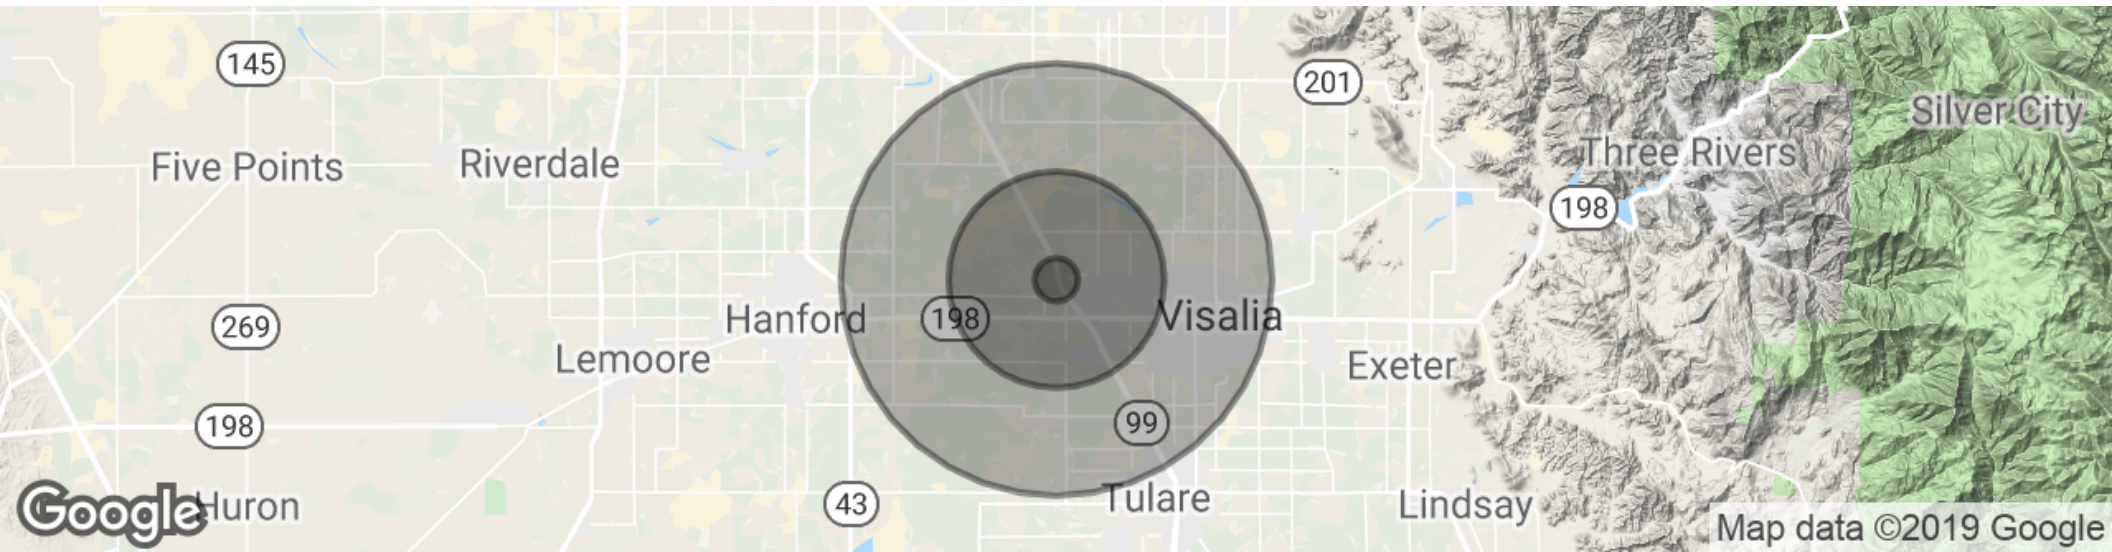 145
201
Silver City
Five Points
Riverdale
Three Rivers
198
Hanford
198
Visalia
269
Lemoore
Exeter
198
99
Google
Huron
43
Tulare
Lindsay
Map data ©2019 Google